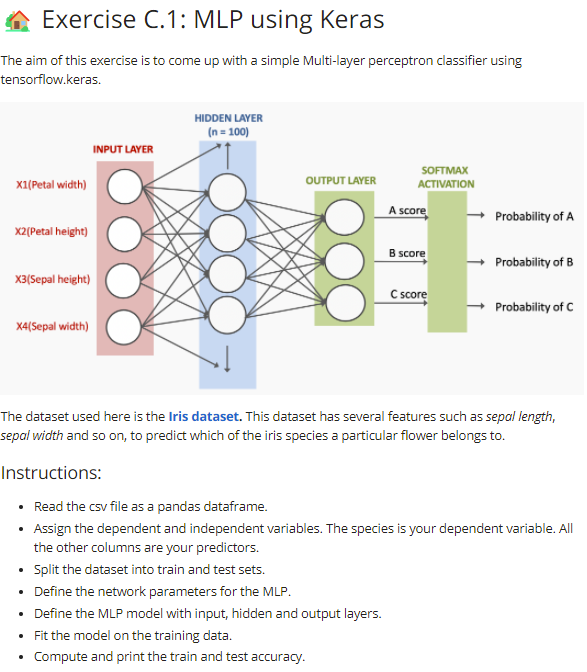 Exercise C.1: MLP using Keras
The aim of this exercise is to come up with a simple Multi-layer perceptron classifier using
tensorflow.keras.
HIDDEN LAYER
(n = 100)
INPUT LAYER
OUTPUT LAYER
SOFTMAX
ACTIVATION
X1(Petal width)
X2(Petal height)
X3(Sepal height)
X4(Sepal width)
A score
B score
C score
Probability of A
Probability of B
Probability of C
The dataset used here is the Iris dataset. This dataset has several features such as sepal length,
sepal width and so on, to predict which of the iris species a particular flower belongs to.
Instructions:
• Read the csv file as a pandas dataframe.
• Assign the dependent and independent variables. The species is your dependent variable. All
the other columns are your predictors.
• Split the dataset into train and test sets.
• Define the network parameters for the MLP.
• Define the MLP model with input, hidden and output layers.
• Fit the model on the training data.
• Compute and print the train and test accuracy.